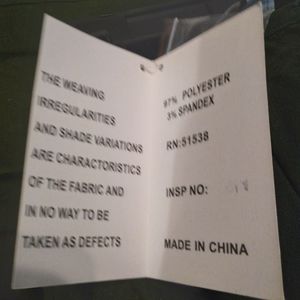 THE WEAVING
IRREGULARITIES
AND SHADE VARIATIONS
ARE CHARACTORISTICS
OF THE FABRIC AND
IN NO WAY TO BE
TAKEN AS DEFECTS
97% POLYESTER
3% SPANDEX
RN:51538
INSP NO:
MADE IN CHINA